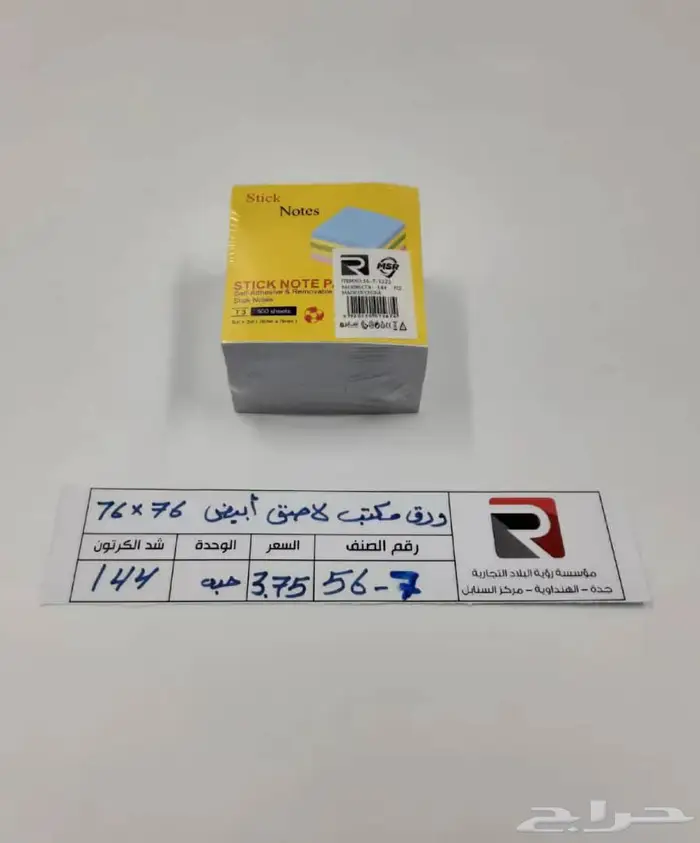 Stick
Notes
STICK NOTE P
Self-Adhesive & Removable
Stick Notes
400 sheets
R
MSR
ورق مكتب لاصق أبيض 76×76
رقم الصنف
السعر
الوحدة
شد الكرتون
56-7
3.75
حبه
144
R
مؤسسة رؤية البلاد التجارية
جدة - الهنداوية - مركز السنابل
حراج